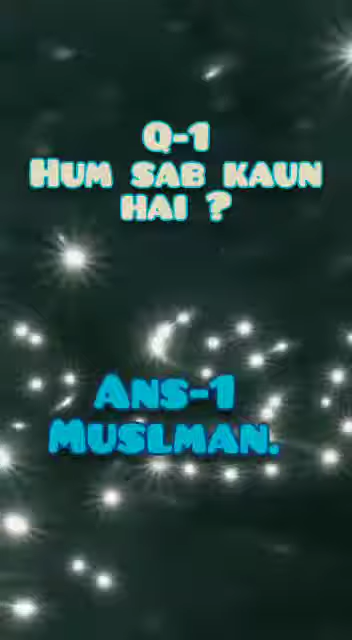 Q-1
Hum sab kaun
hai ?
Ans-1
Muslman.